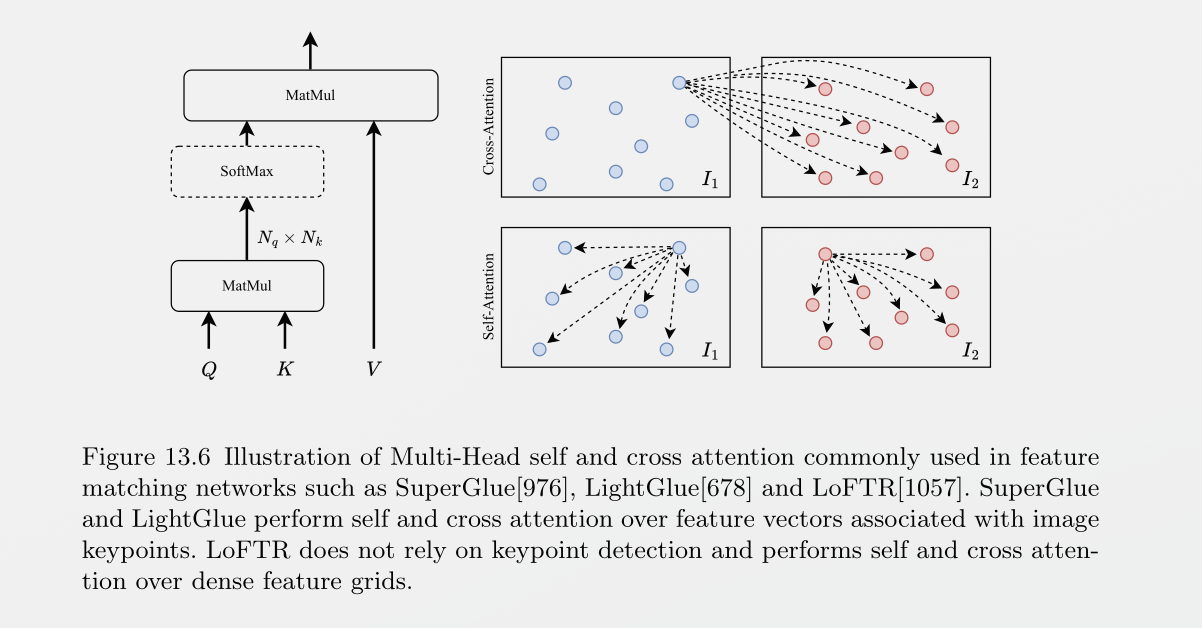 MatMul
SoftMax
N_q × N_k
MatMul
Q K V
Cross-Attention
I_1
I_2
Self-Attention
I_1
I_2
Figure 13.6 Illustration of Multi-Head self and cross attention commonly used in feature
matching networks such as SuperGlue[976], LightGlue[678] and LoFTR[1057]. SuperGlue
and LightGlue perform self and cross attention over feature vectors associated with image
keypoints. LoFTR does not rely on keypoint detection and performs self and cross atten-
tion over dense feature grids.